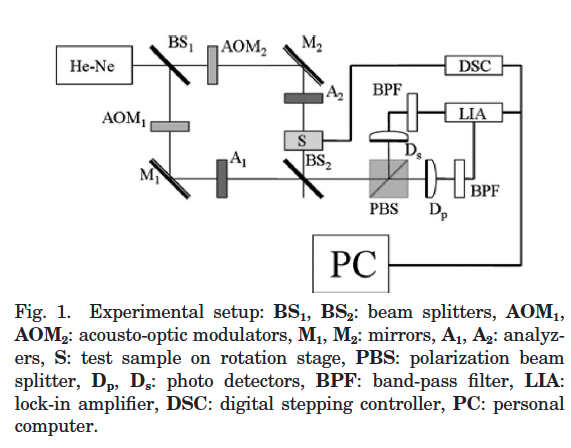 BS1 AOM2 M2
He-Ne DSC
A2 BPF
AOM1 LIA
S Ds
M1 A1 BS2
BPF
PBS Dp
PC
Fig. 1. Experimental setup: BS1, BS2: beam splitters, AOM1,
AOM2: acousto-optic modulators, M1, M2: mirrors, A1, A2: analyz-
ers, S: test sample on rotation stage, PBS: polarization beam
splitter, Dp, Ds: photo detectors, BPF: band-pass filter, LIA:
lock-in amplifier, DSC: digital stepping controller, PC: personal
computer.